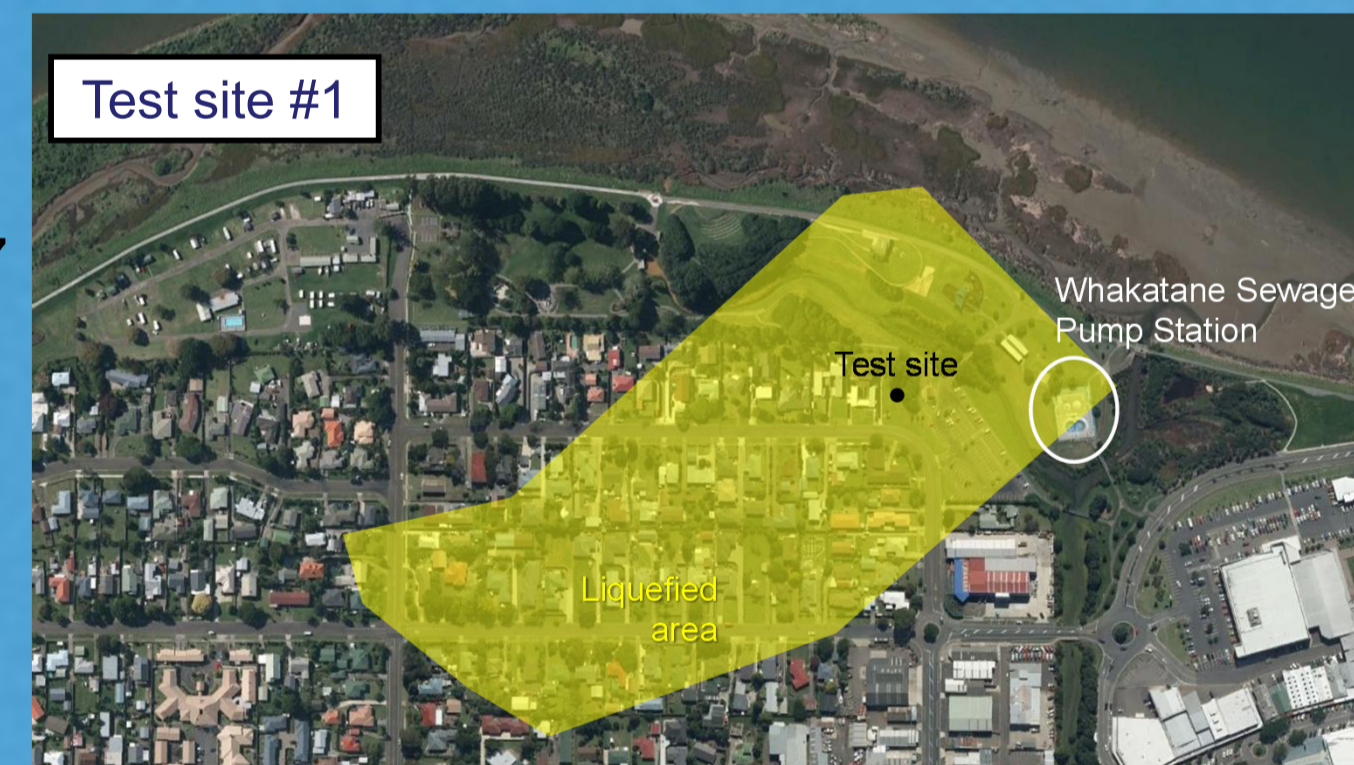 Test site #1
Whakatane Sewage
Pump Station
Test site
Liquefied
area